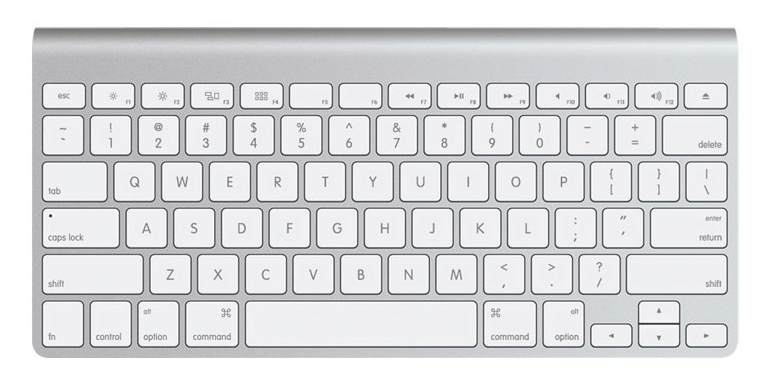 esc F1 F2 F3 F4 F5 F6 F7 F8 F9 F10 F11 F12
~ ! @ # $ % ^ & * ( ) – +
` 1 2 3 4 5 6 7 8 9 0 - = delete
tab Q W E R T Y U I O P { [ } ] | \
caps lock A S D F G H J K L : ; " ' enter return
shift Z X C V B N M < , > . ? / shift
fn control alt option ⌘ command ⌘ command alt option